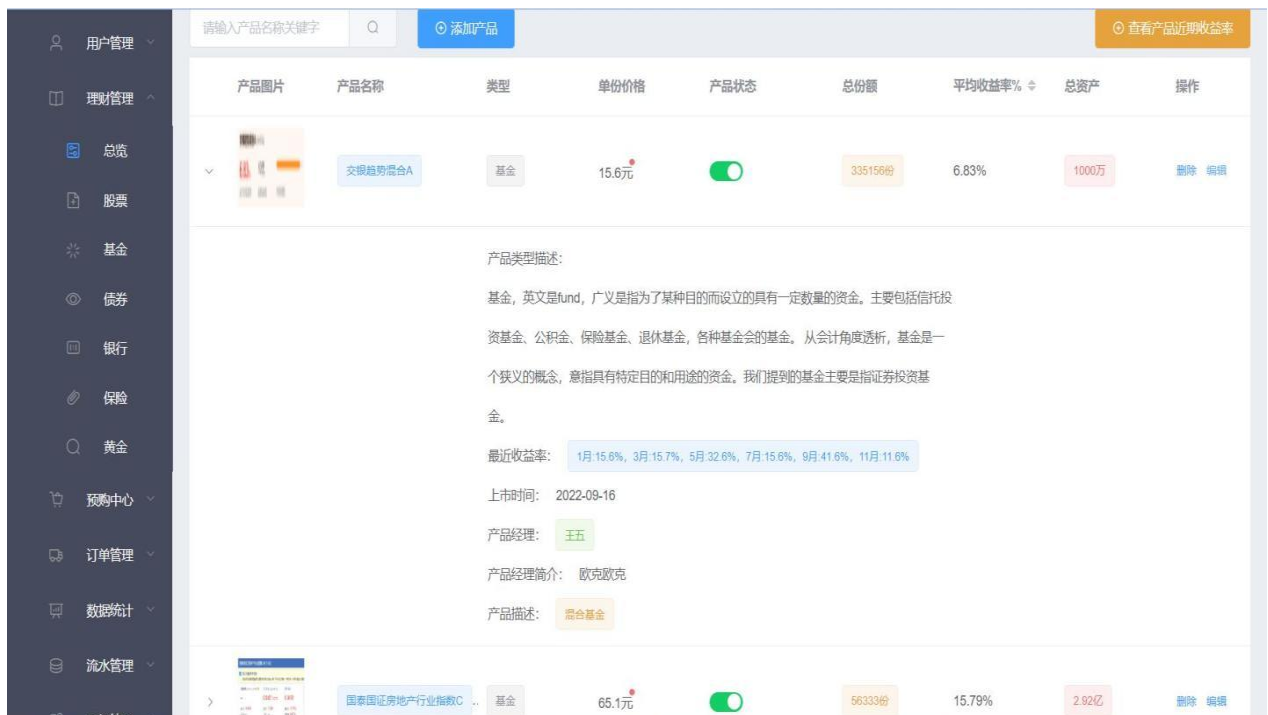 用户管理
理财管理
总览
股票
基金
债券
银行
保险
黄金
预购中心
订单管理
数据统计
流水管理
请输入产品名称关键字
添加产品
查看产品近期收益率
产品图片 产品名称 类型 单份价格 产品状态 总份额 平均收益率% 总资产 操作
交银趋势混合A 基金 15.6元 335156份 6.83% 1000万 删除 编辑
产品类型描述：
基金，英文是fund，广义是指为了某种目的而设立的具有一定数量的资金。主要包括信托投
资基金、公积金、保险基金、退休基金，各种基金会的基金。从会计角度透析，基金是一
个狭义的概念，意指具有特定目的和用途的资金。我们提到的基金主要是指证券投资基
金。
最近收益率： 1月:15.6%，3月:15.7%，5月:32.6%，7月:15.6%，9月:41.6%，11月:11.6%
上市时间： 2022-09-16
产品经理： 王五
产品经理简介： 欧克欧克
产品描述： 混合基金
国泰国证房地产行业指数C .. 基金 65.1元 56333份 15.79% 2.92亿 删除 编辑